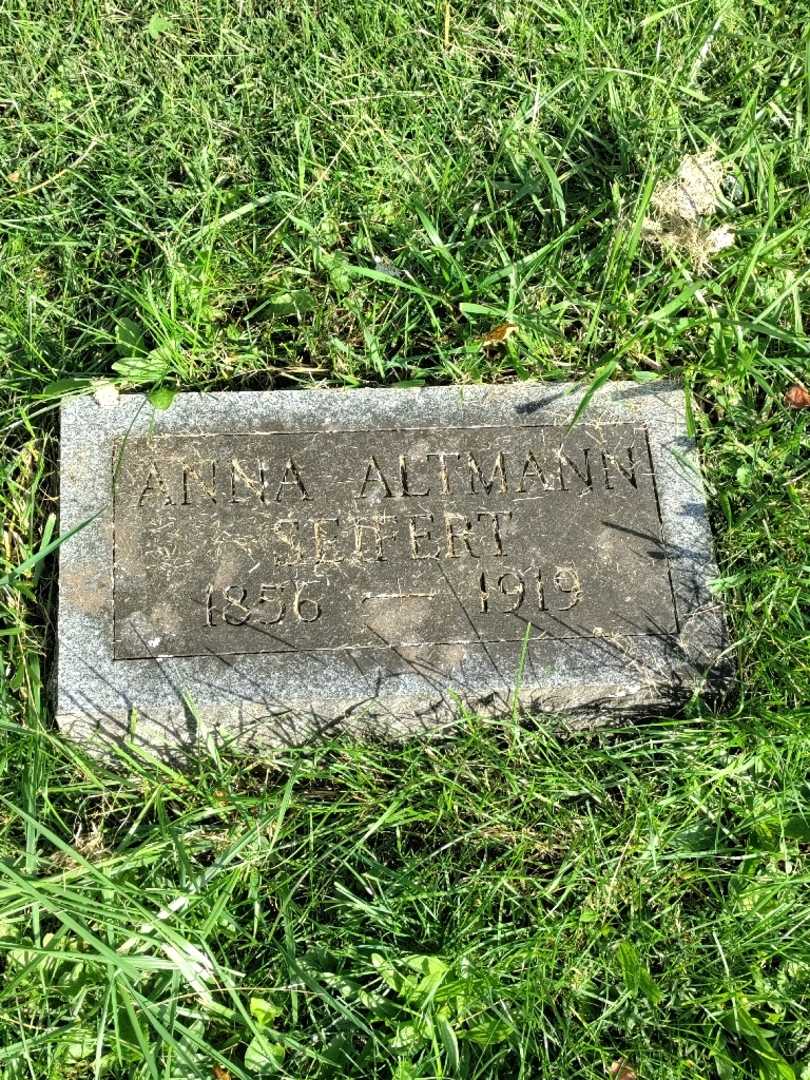 ANNA ALTMANN
SEIFERT
1856 — 1919